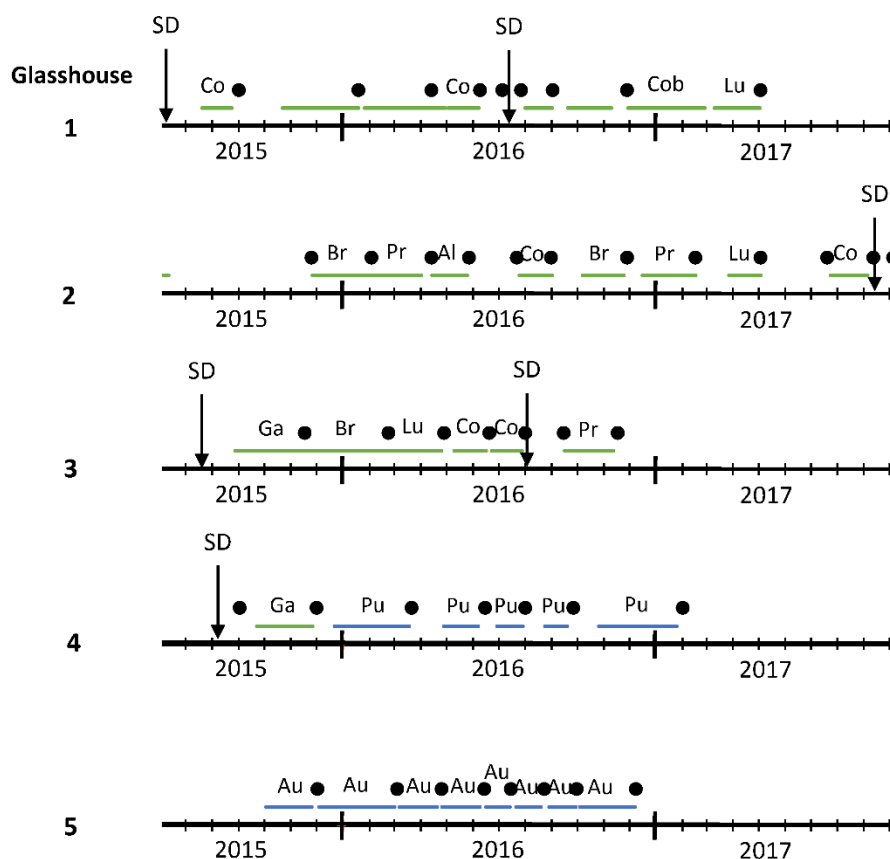 SD SD
Glasshouse Co Co Cob Lu
1
2015 2016 2017
SD
Br Pr Al Co Br Pr Lu Co
2
2015 2016 2017
SD SD
Ga Br Lu Co Co Pr
3
2015 2016 2017
SD
Ga Pu Pu Pu Pu Pu
4
2015 2016 2017
Au
Au Au Au Au Au Au Au
5
2015 2016 2017